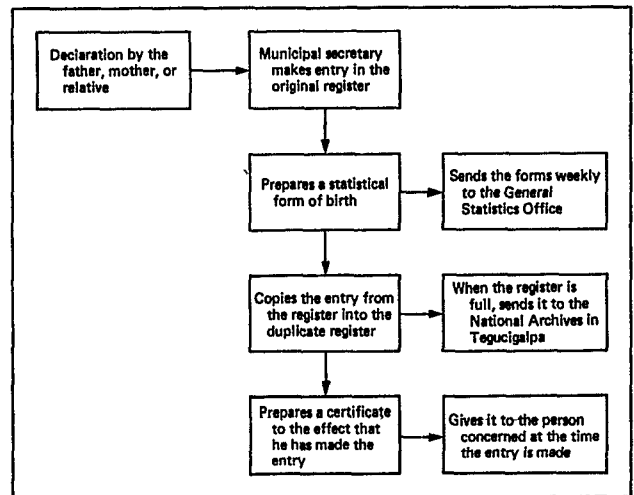 Declaration by the
father, mother, or
relative
Municipal secretary
makes entry in the
original register
Prepares a statistical
form of birth
Sends the forms weekly
to the General
Statistics Office
Copies the entry from
the register into the
duplicate register
When the register is
full, sends it to the
National Archives in
Tegucigalpa
Prepares a certificate
to the effect that
he has made the
entry
Gives it to the person
concerned at the time
the entry is made